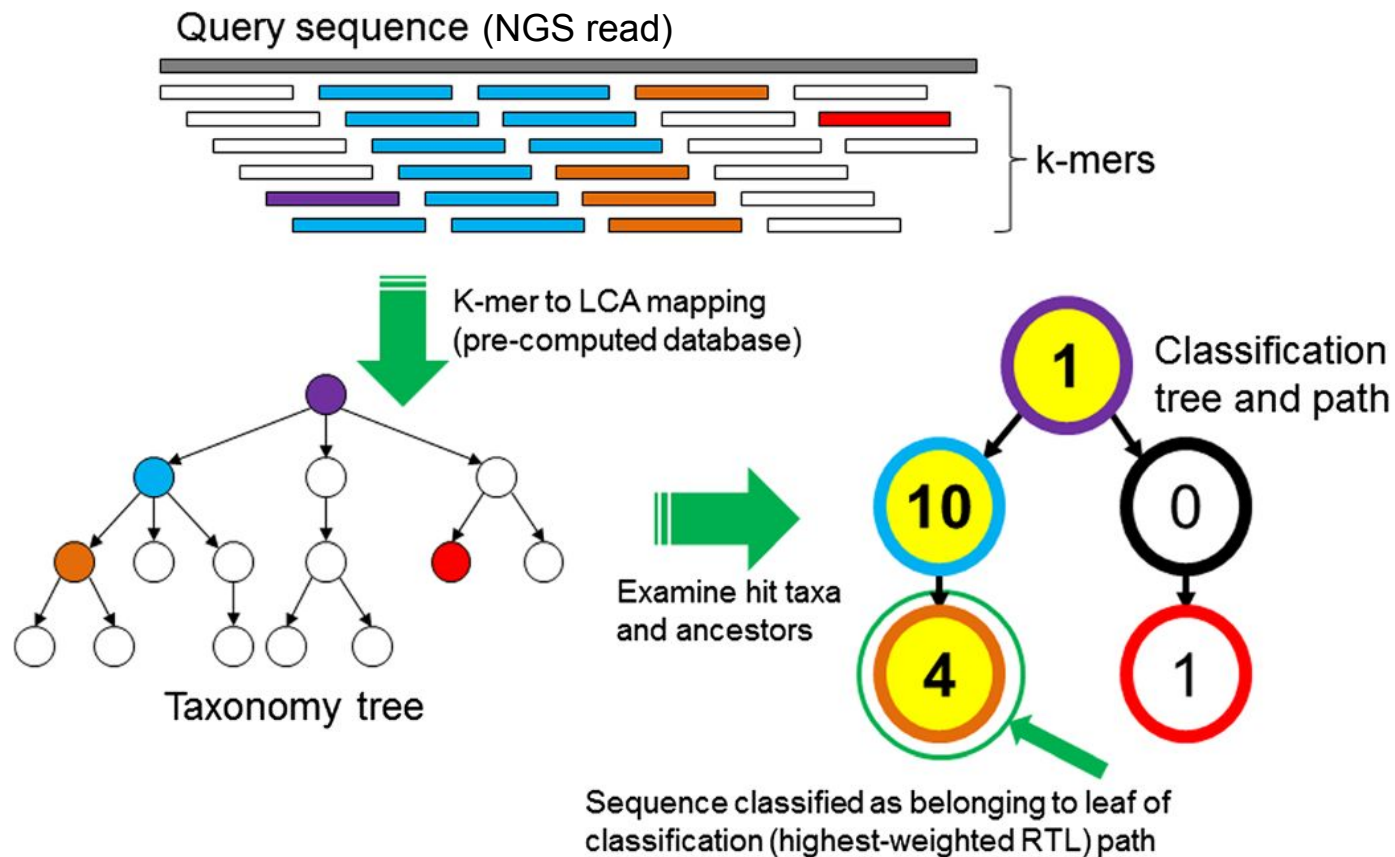 Query sequence (NGS read)
k-mers
K-mer to LCA mapping
(pre-computed database)
Classification
tree and path
1
10
0
4
1
Examine hit taxa
and ancestors
Taxonomy tree
Sequence classified as belonging to leaf of
classification (highest-weighted RTL) path